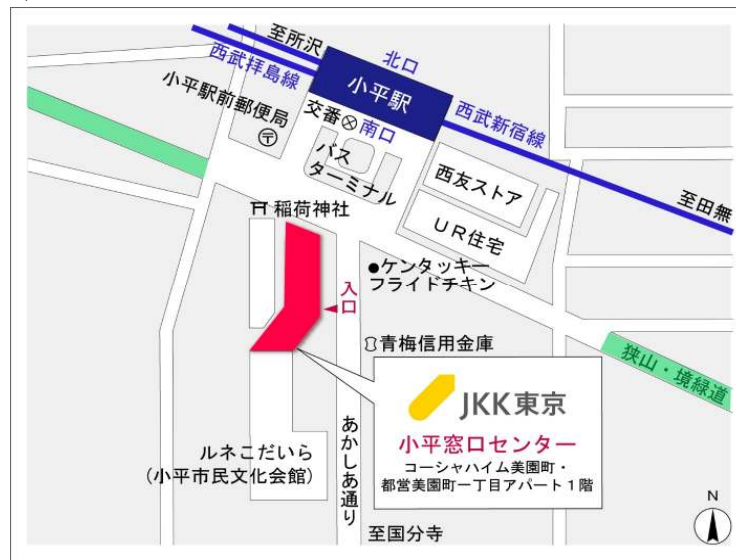 至所沢
西武拝島線
北口
小平駅
小平駅前郵便局
交番
南口
西武新宿線
バス
ターミナル
西友ストア
至田無
稲荷神社
UR住宅
●ケンタッキー
フライドチキン
入口
青梅信用金庫
狭山・境緑道
JKK東京
小平窓口センター
コーシャハイム美園町・
都営美園町一丁目アパート1階
ルネこだいら
(小平市民文化会館)
あかしあ通り
至国分寺
N